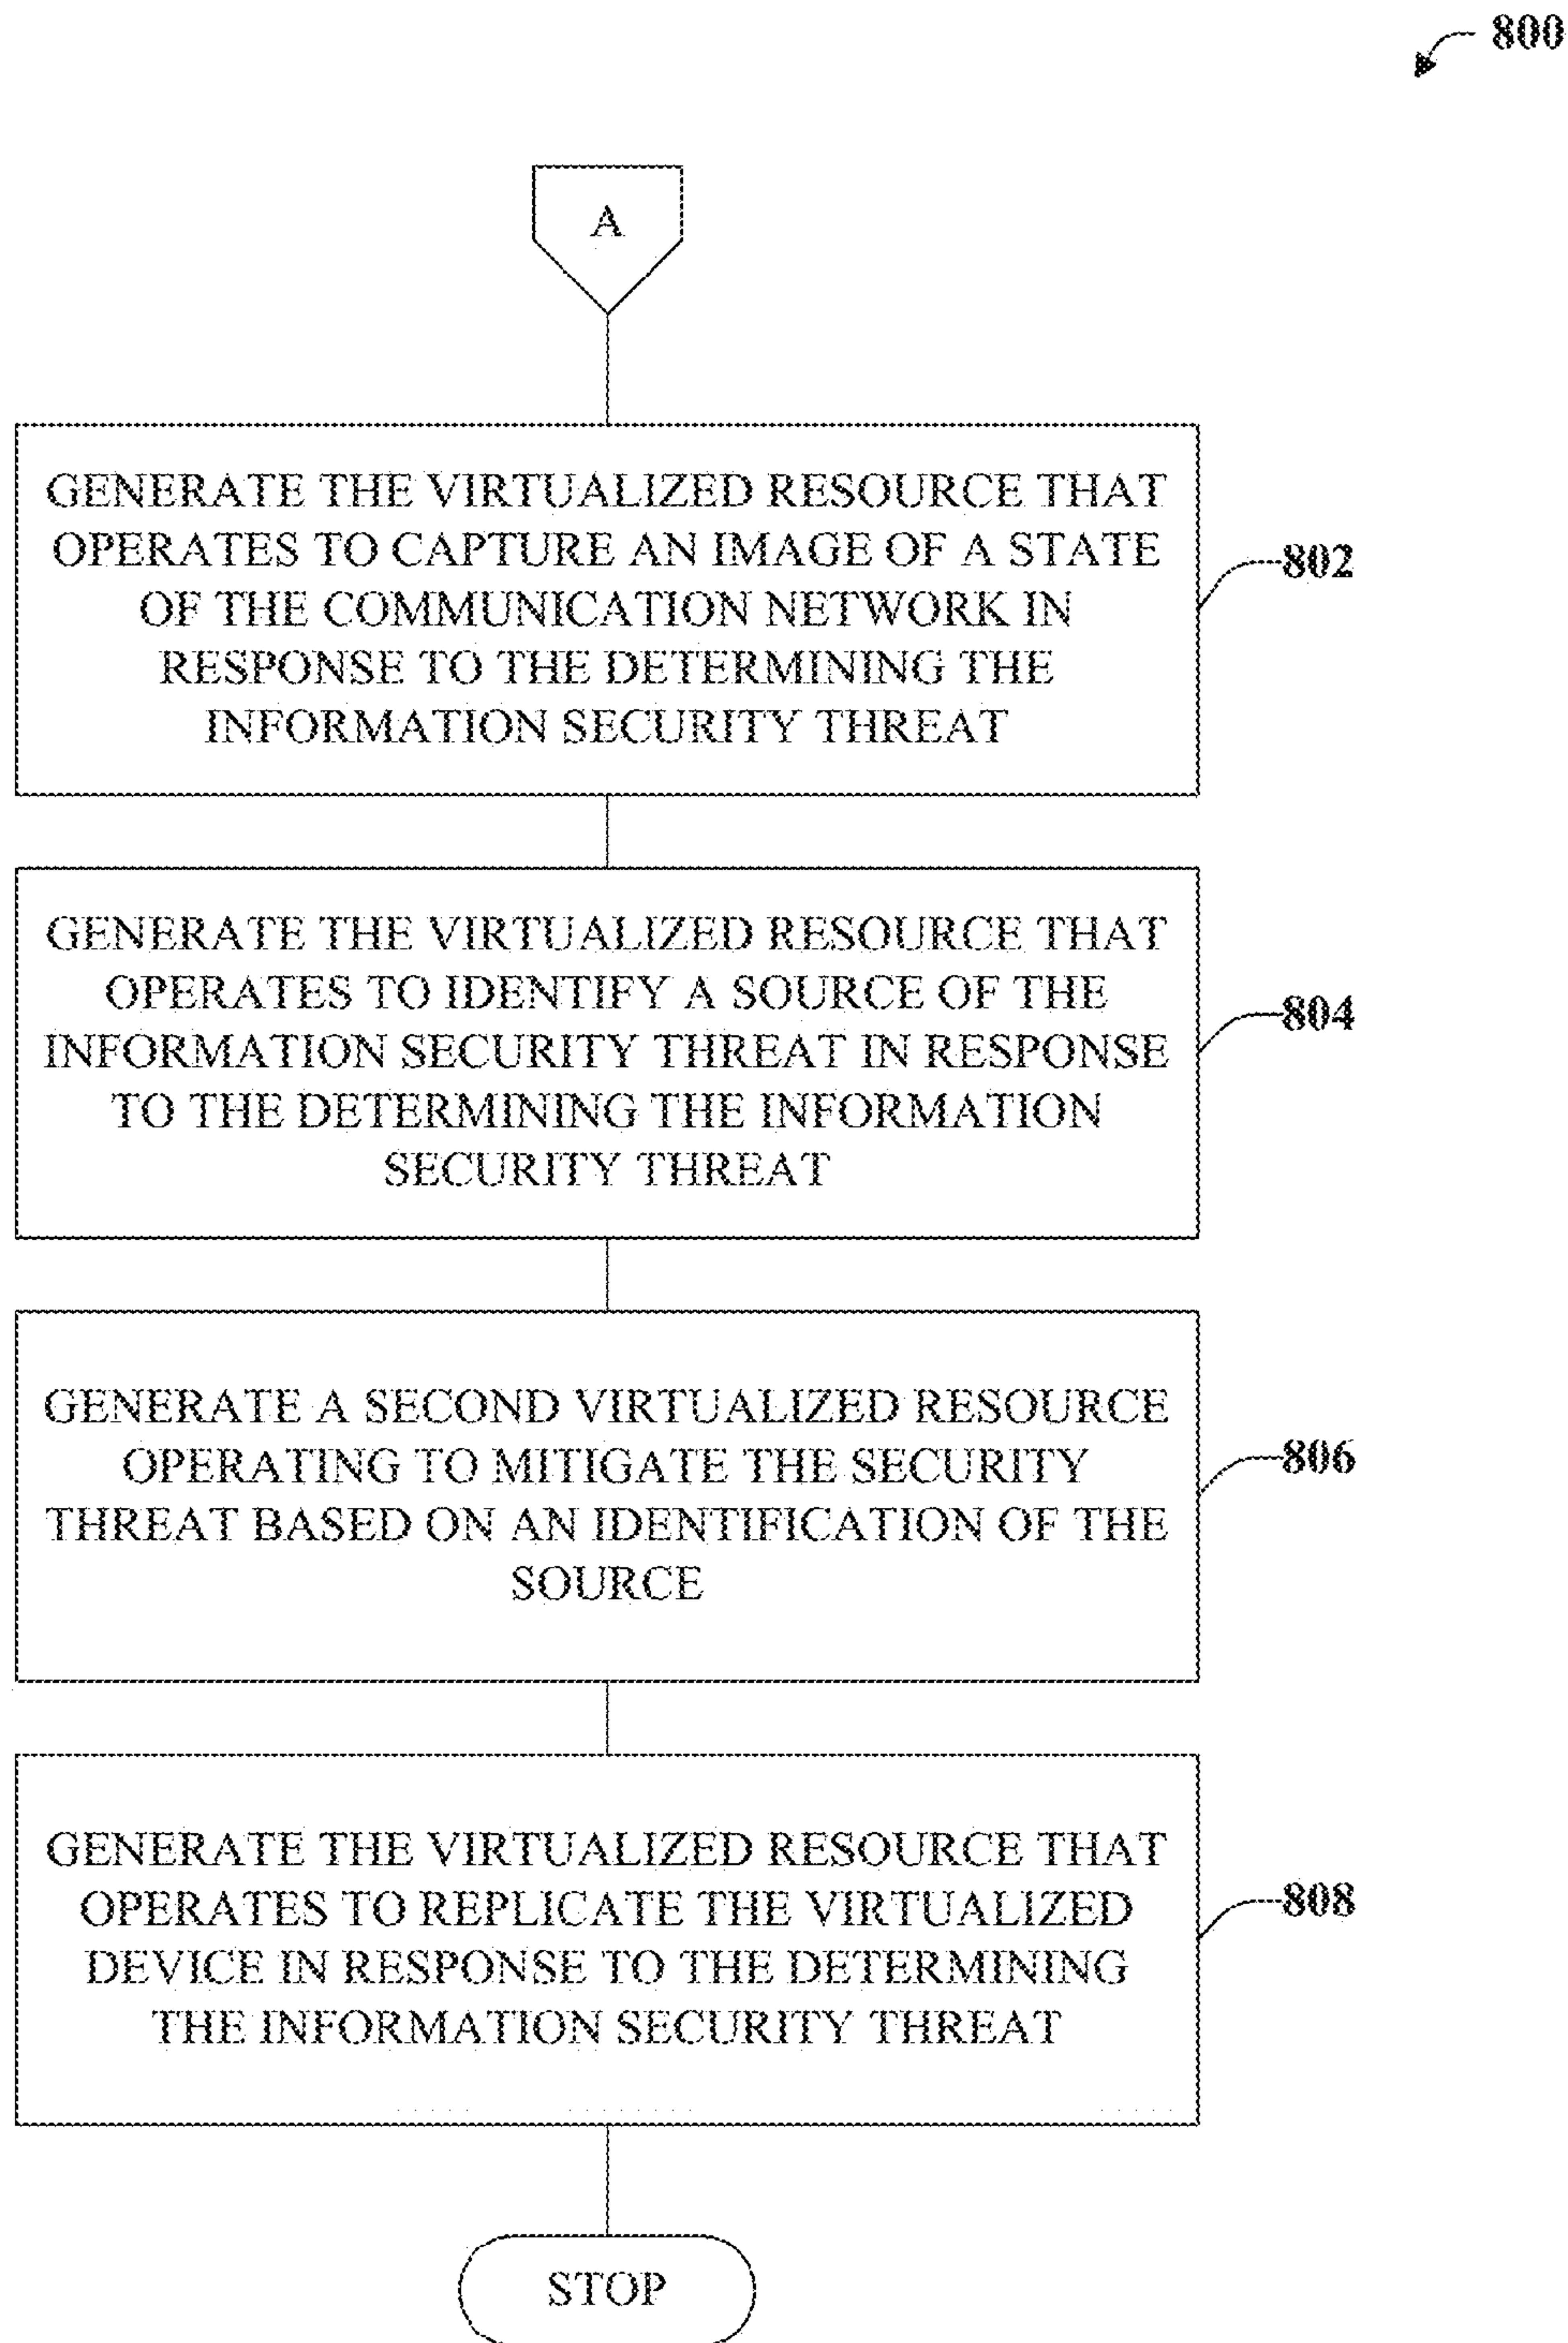 800
A
GENERATE THE VIRTUALIZED RESOURCE THAT
OPERATES TO CAPTURE AN IMAGE OF A STATE
OF THE COMMUNICATION NETWORK IN
RESPONSE TO THE DETERMINING THE
INFORMATION SECURITY THREAT
802
GENERATE THE VIRTUALIZED RESOURCE THAT
OPERATES TO IDENTIFY A SOURCE OF THE
INFORMATION SECURITY THREAT IN RESPONSE
TO THE DETERMINING THE INFORMATION
SECURITY THREAT
804
GENERATE A SECOND VIRTUALIZED RESOURCE
OPERATING TO MITIGATE THE SECURITY
THREAT BASED ON AN IDENTIFICATION OF THE
SOURCE
806
GENERATE THE VIRTUALIZED RESOURCE THAT
OPERATES TO REPLICATE THE VIRTUALIZED
DEVICE IN RESPONSE TO THE DETERMINING
THE INFORMATION SECURITY THREAT
808
STOP